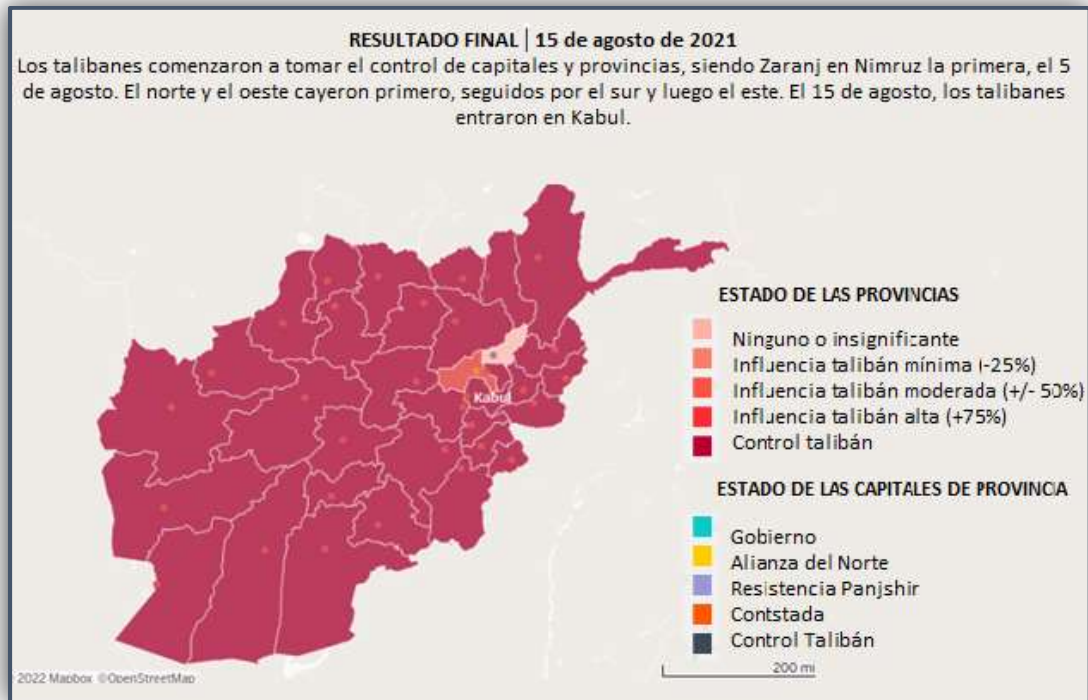 RESULTADO FINAL | 15 de agosto de 2021
Los talibanes comenzaron a tomar el control de capitales y provincias, siendo Zaranj en Nimruz la primera, el 5
de agosto. El norte y el oeste cayeron primero, seguidos por el sur y luego el este. El 15 de agosto, los talibanes
entraron en Kabul.
Kabul
ESTADO DE LAS PROVINCIAS
Ninguno o insignificante
Influencia talibán mínima (-25%)
Influencia talibán moderada (+/- 50%)
Influencia talibán alta (+75%)
Control talibán
ESTADO DE LAS CAPITALES DE PROVINCIA
Gobierno
Alianza del Norte
Resistencia Panjshir
Contstada
Control Talibán
200 mi
2022 Mapbox ©OpenStreetMap